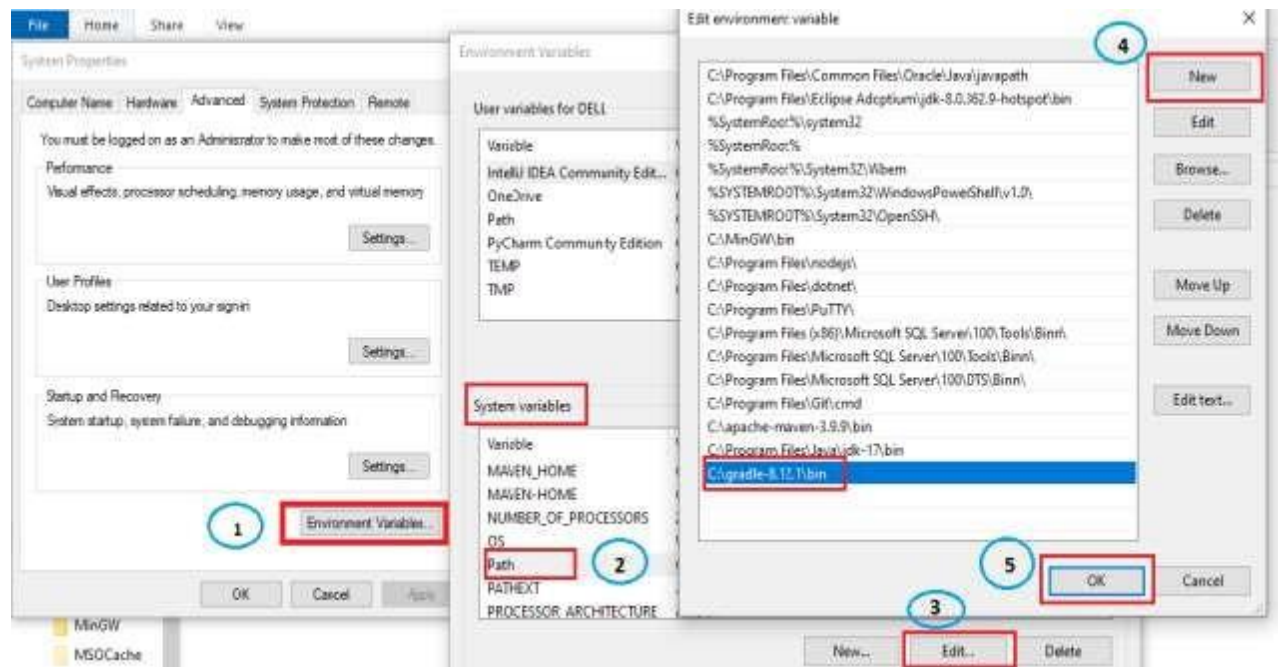 File Home Share View
System Properties
Computer Name Hardware Advanced System Protection Remote
You must be logged on as an Administrator to make most of these changes.
Performance
Visual effects, processor scheduling, memory usage, and virtual memory
Settings...
User Profiles
Desktop settings related to your sign-in
Settings...
Startup and Recovery
System startup, system failure, and debugging information
Settings...
1
Environment Variables...
OK Cancel Apply
MinGW
MSOCache
Environment Variables
User variables for DELL
Variable
IntelliJ IDEA Community Edit...
OneDrive
Path
PyCharm Community Edition
TEMP
TMP
System variables
Variable
MAVEN_HOME
MAVEN-HOME
NUMBER_OF_PROCESSORS
OS
Path
2
PATHEXT
PROCESSOR_ARCHITECTURE
3
New... Edit... Delete
Edit environment variable
4
C:\Program Files\Common Files\Oracle\Java\javapath
C:\Program Files\Eclipse Adoptium\jdk-8.0.362.9-hotspot\bin
%SystemRoot%\system32
%SystemRoot%
%SystemRoot%\System32\Wbem
%SYSTEMROOT%\System32\WindowsPowerShell\v1.0\
%SYSTEMROOT%\System32\OpenSSH\
C:\MinGW\bin
C:\Program Files\nodejs\
C:\Program Files\dotnet\
C:\Program Files\PuTTY\
C:\Program Files (x86)\Microsoft SQL Server\100\Tools\Binn\
C:\Program Files\Microsoft SQL Server\100\Tools\Binn\
C:\Program Files\Microsoft SQL Server\100\DTS\Binn\
C:\Program Files\Git\cmd
C:\apache-maven-3.9.9\bin
C:\Program Files\Java\jdk-17\bin
C:\gradle-8.12.1\bin
New
Edit
Browse...
Delete
Move Up
Move Down
Edit text...
5
OK Cancel